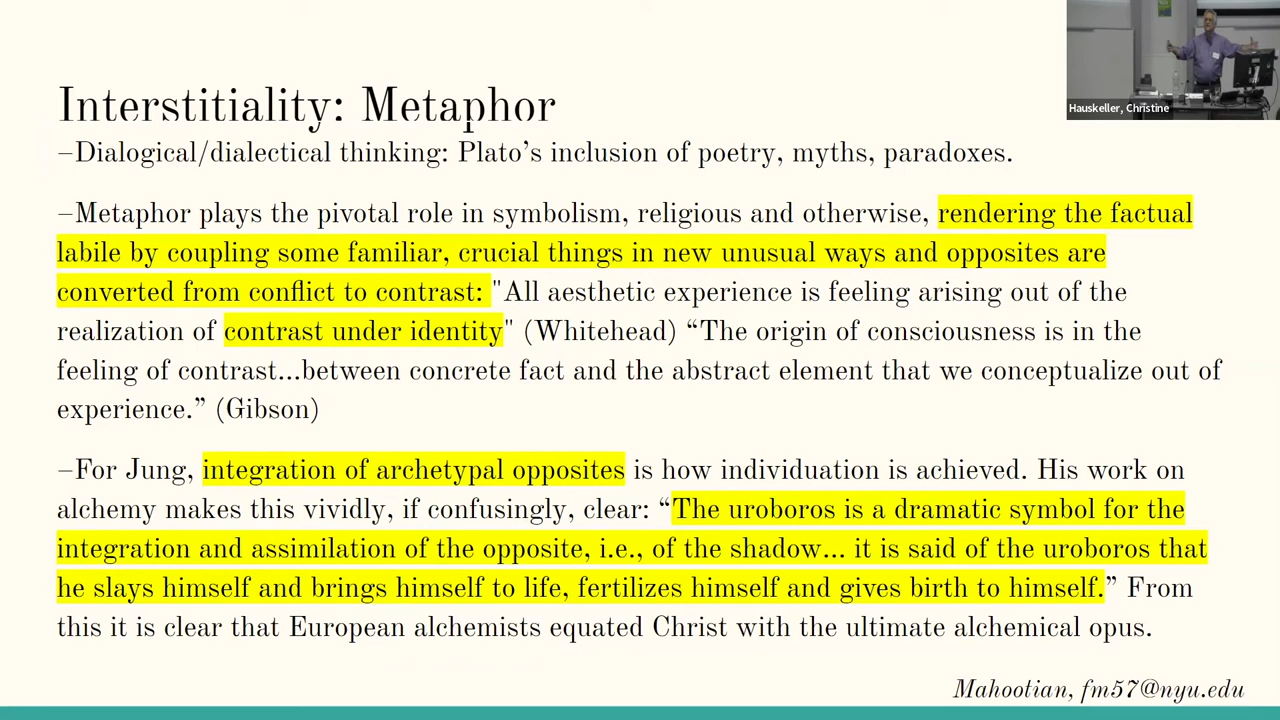 Hauskeller, Christine
Interstitiality: Metaphor
–Dialogical/dialectical thinking: Plato’s inclusion of poetry, myths, paradoxes.
–Metaphor plays the pivotal role in symbolism, religious and otherwise, rendering the factual
labile by coupling some familiar, crucial things in new unusual ways and opposites are
converted from conflict to contrast: "All aesthetic experience is feeling arising out of the
realization of contrast under identity" (Whitehead) “The origin of consciousness is in the
feeling of contrast...between concrete fact and the abstract element that we conceptualize out of
experience.” (Gibson)
–For Jung, integration of archetypal opposites is how individuation is achieved. His work on
alchemy makes this vividly, if confusingly, clear: “The uroboros is a dramatic symbol for the
integration and assimilation of the opposite, i.e., of the shadow... it is said of the uroboros that
he slays himself and brings himself to life, fertilizes himself and gives birth to himself.” From
this it is clear that European alchemists equated Christ with the ultimate alchemical opus.
Mahootian, fm57@nyu.edu